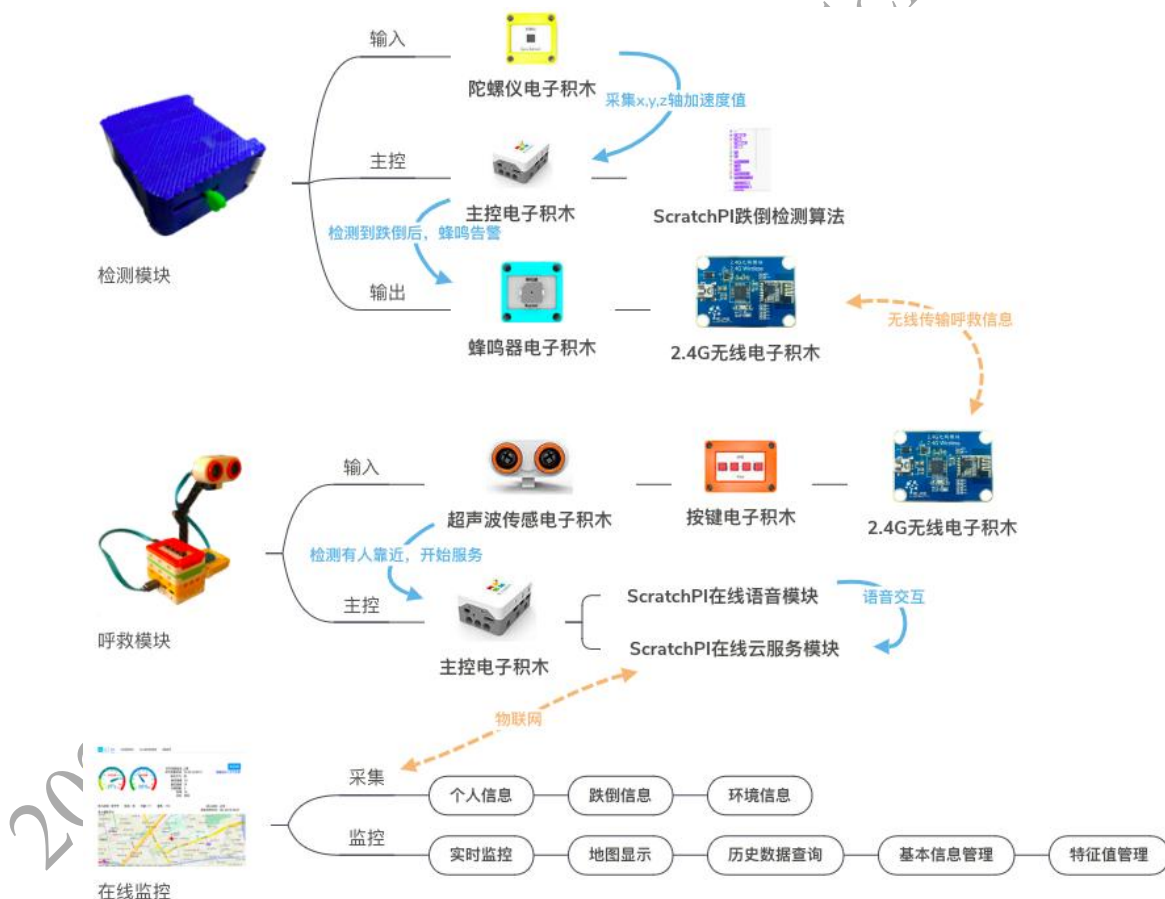 输入
陀螺仪电子积木
采集x,y,z轴加速度值
主控
主控电子积木
ScratchPI跌倒检测算法
检测到跌倒后，蜂鸣告警
检测模块
输出
蜂鸣器电子积木
2.4G无线电子积木
无线传输呼救信息
输入
超声波传感电子积木
按键电子积木
2.4G无线电子积木
检测有人靠近，开始服务
主控
主控电子积木
ScratchPI在线语音模块
语音交互
ScratchPI在线云服务模块
呼救模块
物联网
采集
个人信息
跌倒信息
环境信息
监控
实时监控
地图显示
历史数据查询
基本信息管理
特征值管理
在线监控